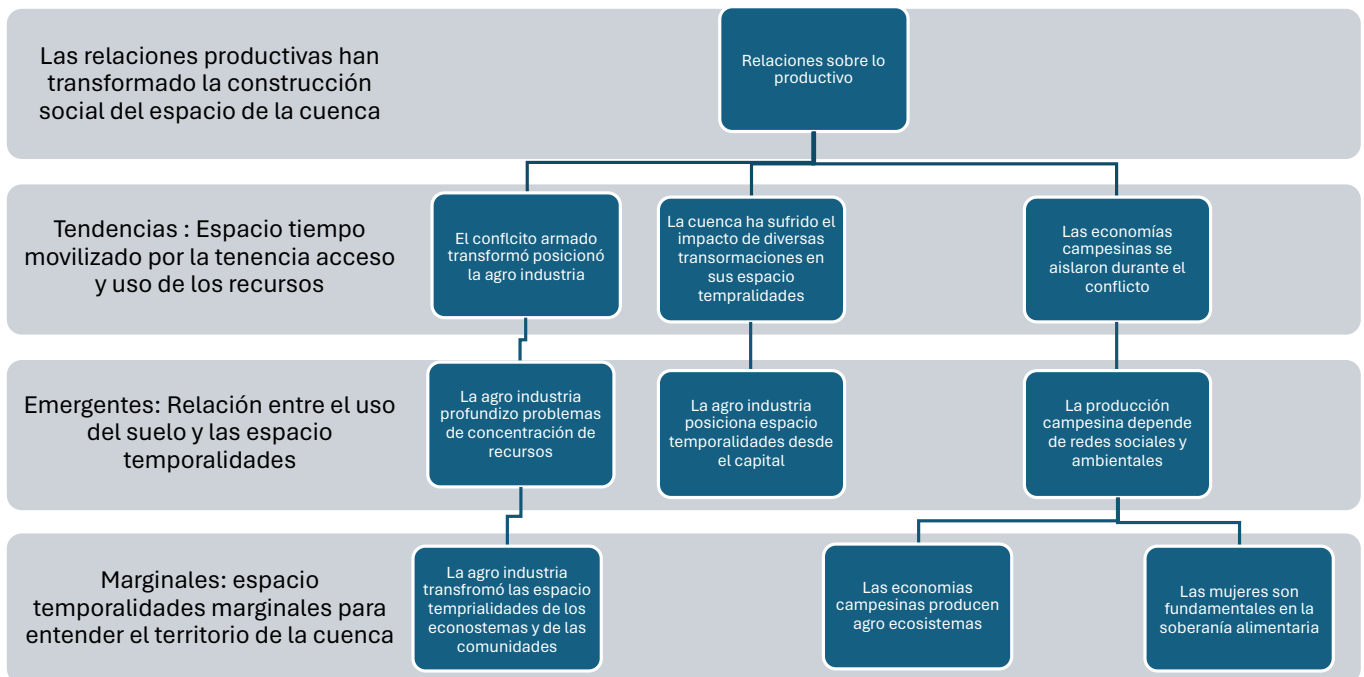 Las relaciones productivas han
transformado la construcción
social del espacio de la cuenca
Relaciones sobre lo
productivo
Tendencias : Espacio tiempo
movilizado por la tenencia acceso
y uso de los recursos
El conflcito armado
transformó posicionó
la agro industria
La cuenca ha sufrido el
impacto de diversas
transormaciones en
sus espacio
tempralidades
Las economías
campesinas se
aislaron durante el
conflicto
Emergentes: Relación entre el uso
del suelo y las espacio
temporalidades
La agro industria
profundizo problemas
de concentración de
recursos
La agro industria
posiciona espacio
temporalidades desde
el capital
La producción
campesina depende
de redes sociales y
ambientales
Marginales: espacio
temporalidades marginales para
entender el territorio de la cuenca
La agro industria
transfromó las espacio
temprialidades de los
econostemas y de las
comunidades
Las economias
campesinas producen
agro ecosistemas
Las mujeres son
fundamentales en la
soberanía alimentaria